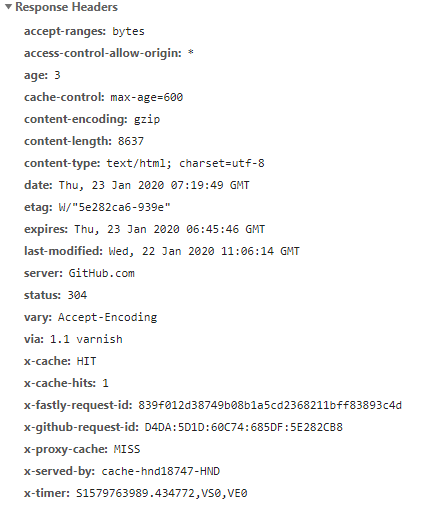 Response Headers
accept-ranges: bytes
access-control-allow-origin: *
age: 3
cache-control: max-age=600
content-encoding: gzip
content-length: 8637
content-type: text/html; charset=utf-8
date: Thu, 23 Jan 2020 07:19:49 GMT
etag: W/"5e282ca6-939e"
expires: Thu, 23 Jan 2020 06:45:46 GMT
last-modified: Wed, 22 Jan 2020 11:06:14 GMT
server: GitHub.com
status: 304
vary: Accept-Encoding
via: 1.1 varnish
x-cache: HIT
x-cache-hits: 1
x-fastly-request-id: 839f012d38749b08b1a5cd2368211bff83893c4d
x-github-request-id: D4DA:5D1D:60C74:685DF:5E282CB8
x-proxy-cache: MISS
x-served-by: cache-hnd18747-HND
x-timer: S1579763989.434772,VS0,VE0